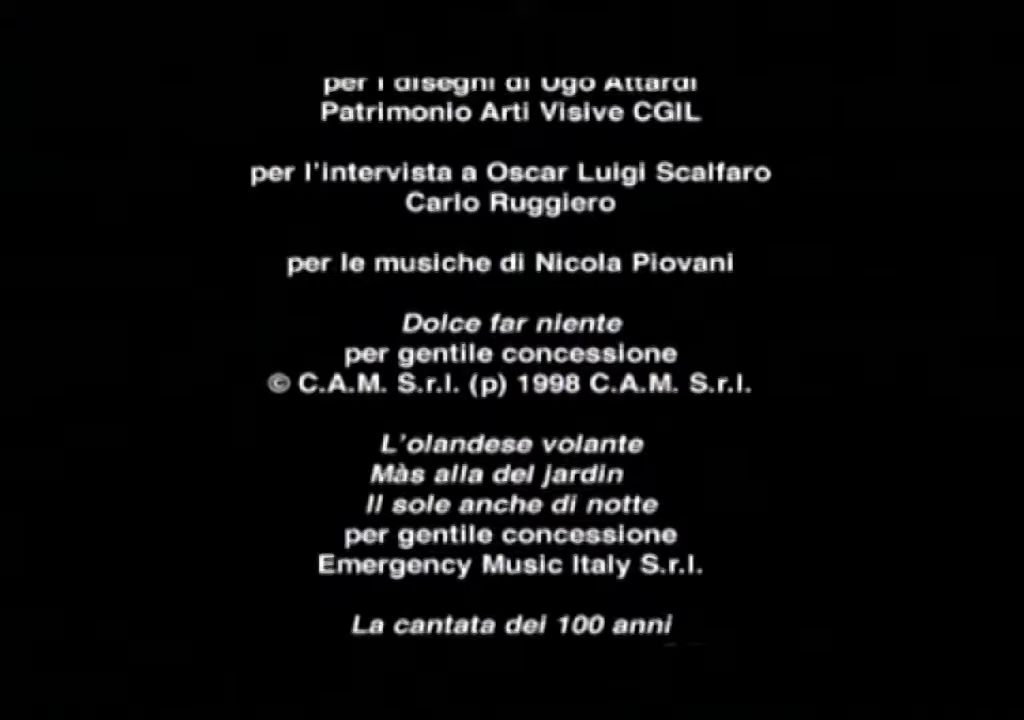 per i disegni di Ugo Attardi
Patrimonio Arti Visive CGIL
per l'intervista a Oscar Luigi Scalfaro
Carlo Ruggiero
per le musiche di Nicola Piovani
Dolce far niente
per gentile concessione
© C.A.M. S.r.l. (p) 1998 C.A.M. S.r.l.
L'olandese volante
Màs alla del jardin
Il sole anche di notte
per gentile concessione
Emergency Music Italy S.r.l.
La cantata dei 100 anni